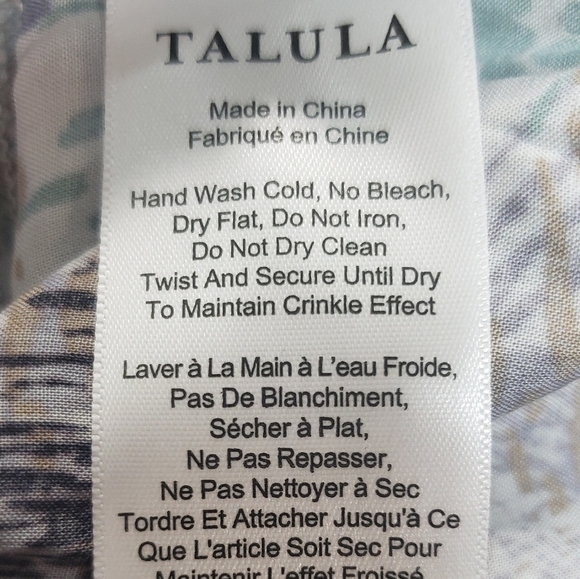 TALULA
Made in China
Fabriqué en Chine
Hand Wash Cold, No Bleach,
Dry Flat, Do Not Iron,
Do Not Dry Clean
Twist And Secure Until Dry
To Maintain Crinkle Effect
Laver à La Main à L'eau Froide,
Pas De Blanchiment,
Sécher à Plat,
Ne Pas Repasser,
Ne Pas Nettoyer à Sec
Tordre Et Attacher Jusqu'à Ce
Que L'article Soit Sec Pour
Maintenir L'effet Froissé